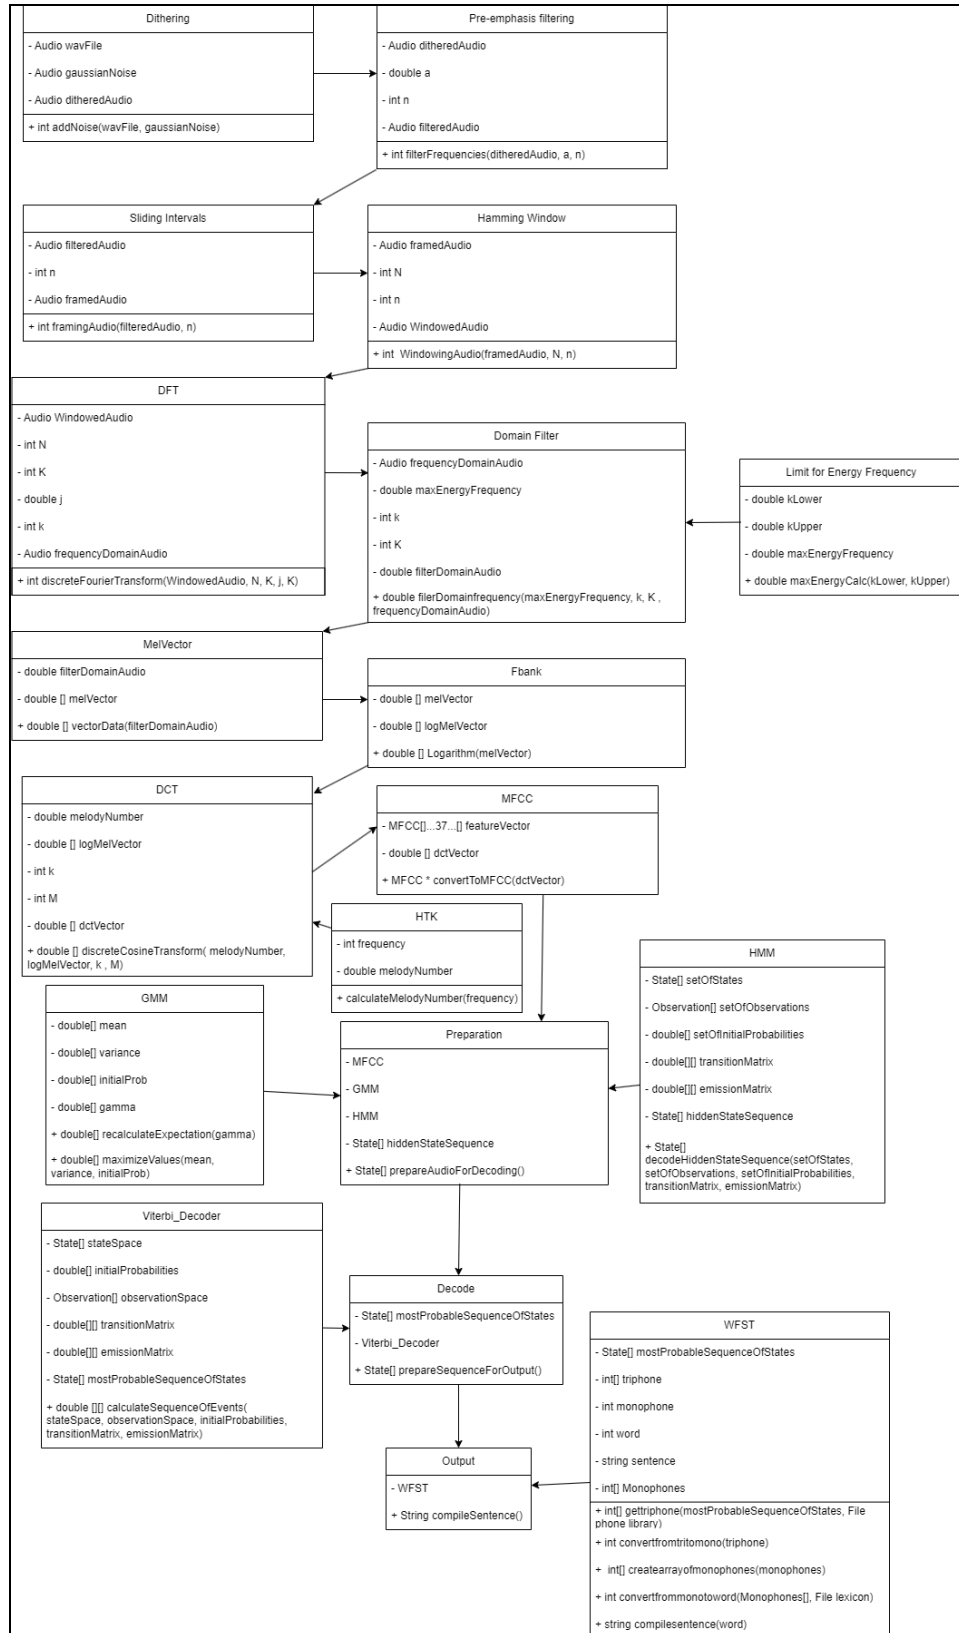 Dithering
- Audio wavFile
- Audio gaussianNoise
- Audio ditheredAudio
+ int addNoise(wavFile, gaussianNoise)
Pre-emphasis filtering
- Audio ditheredAudio
- double a
- int n
- Audio filteredAudio
+ int filterFrequencies(ditheredAudio, a, n)
Sliding Intervals
- Audio filteredAudio
- int n
- Audio framedAudio
+ int framingAudio(filteredAudio, n)
Hamming Window
- Audio framedAudio
- int N
- int n
- Audio WindowedAudio
+ int WindowingAudio(framedAudio, N, n)
DFT
- Audio WindowedAudio
- int N
- int K
- double j
- int k
- Audio frequencyDomainAudio
+ int discreteFourierTransform(WindowedAudio, N, K, j, K)
Domain Filter
- Audio frequencyDomainAudio
- double maxEnergyFrequency
- int k
- int K
- double filterDomainAudio
+ double filerDomainfrequency(maxEnergyFrequency, k, K ,
frequencyDomainAudio)
Limit for Energy Frequency
- double kLower
- double kUpper
- double maxEnergyFrequency
+ double maxEnergyCalc(kLower, kUpper)
MelVector
- double filterDomainAudio
- double [] melVector
+ double [] vectorData(filterDomainAudio)
Fbank
- double [] melVector
- double [] logMelVector
+ double [] Logarithm(melVector)
DCT
- double melodyNumber
- double [] logMelVector
- int k
- int M
- double [] dctVector
+ double [] discreteCosineTransform( melodyNumber,
logMelVector, k , M)
MFCC
- MFCC[]...37...[] featureVector
- double [] dctVector
+ MFCC * convertToMFCC(dctVector)
HTK
- int frequency
- double melodyNumber
+ calculateMelodyNumber(frequency)
HMM
- State[] setOfStates
- Observation[] setOfObservations
- double[] setOfInitialProbabilities
- double[][] transitionMatrix
- double[][] emissionMatrix
- State[] hiddenStateSequence
+ State[]
decodeHiddenStateSequence(setOfStates,
setOfObservations, setOfInitialProbabilities,
transitionMatrix, emissionMatrix)
GMM
- double[] mean
- double[] variance
- double[] initialProb
- double[] gamma
+ double[] recalculateExpectation(gamma)
+ double[] maximizeValues(mean,
variance, initialProb)
Preparation
- MFCC
- GMM
- HMM
- State[] hiddenStateSequence
+ State[] prepareAudioForDecoding()
Viterbi_Decoder
- State[] stateSpace
- double[] initialProbabilities
- Observation[] observationSpace
- double[][] transitionMatrix
- double[][] emissionMatrix
- State[] mostProbableSequenceOfStates
+ double [][] calculateSequenceOfEvents(
stateSpace, observationSpace, initialProbabilities,
transitionMatrix, emissionMatrix)
Decode
- State[] mostProbableSequenceOfStates
- Viterbi_Decoder
+ State[] prepareSequenceForOutput()
WFST
- State[] mostProbableSequenceOfStates
- int[] triphone
- int monophone
- int word
- string sentence
- int[] Monophones
+ int[] gettriphone(mostProbableSequenceOfStates, File
phone library)
+ int convertfromtritomono(triphone)
+ int[] createarrayofmonophones(monophones)
+ int convertfrommonotoword(Monophones[], File lexicon)
+ string compilesentence(word)
Output
- WFST
+ String compileSentence()